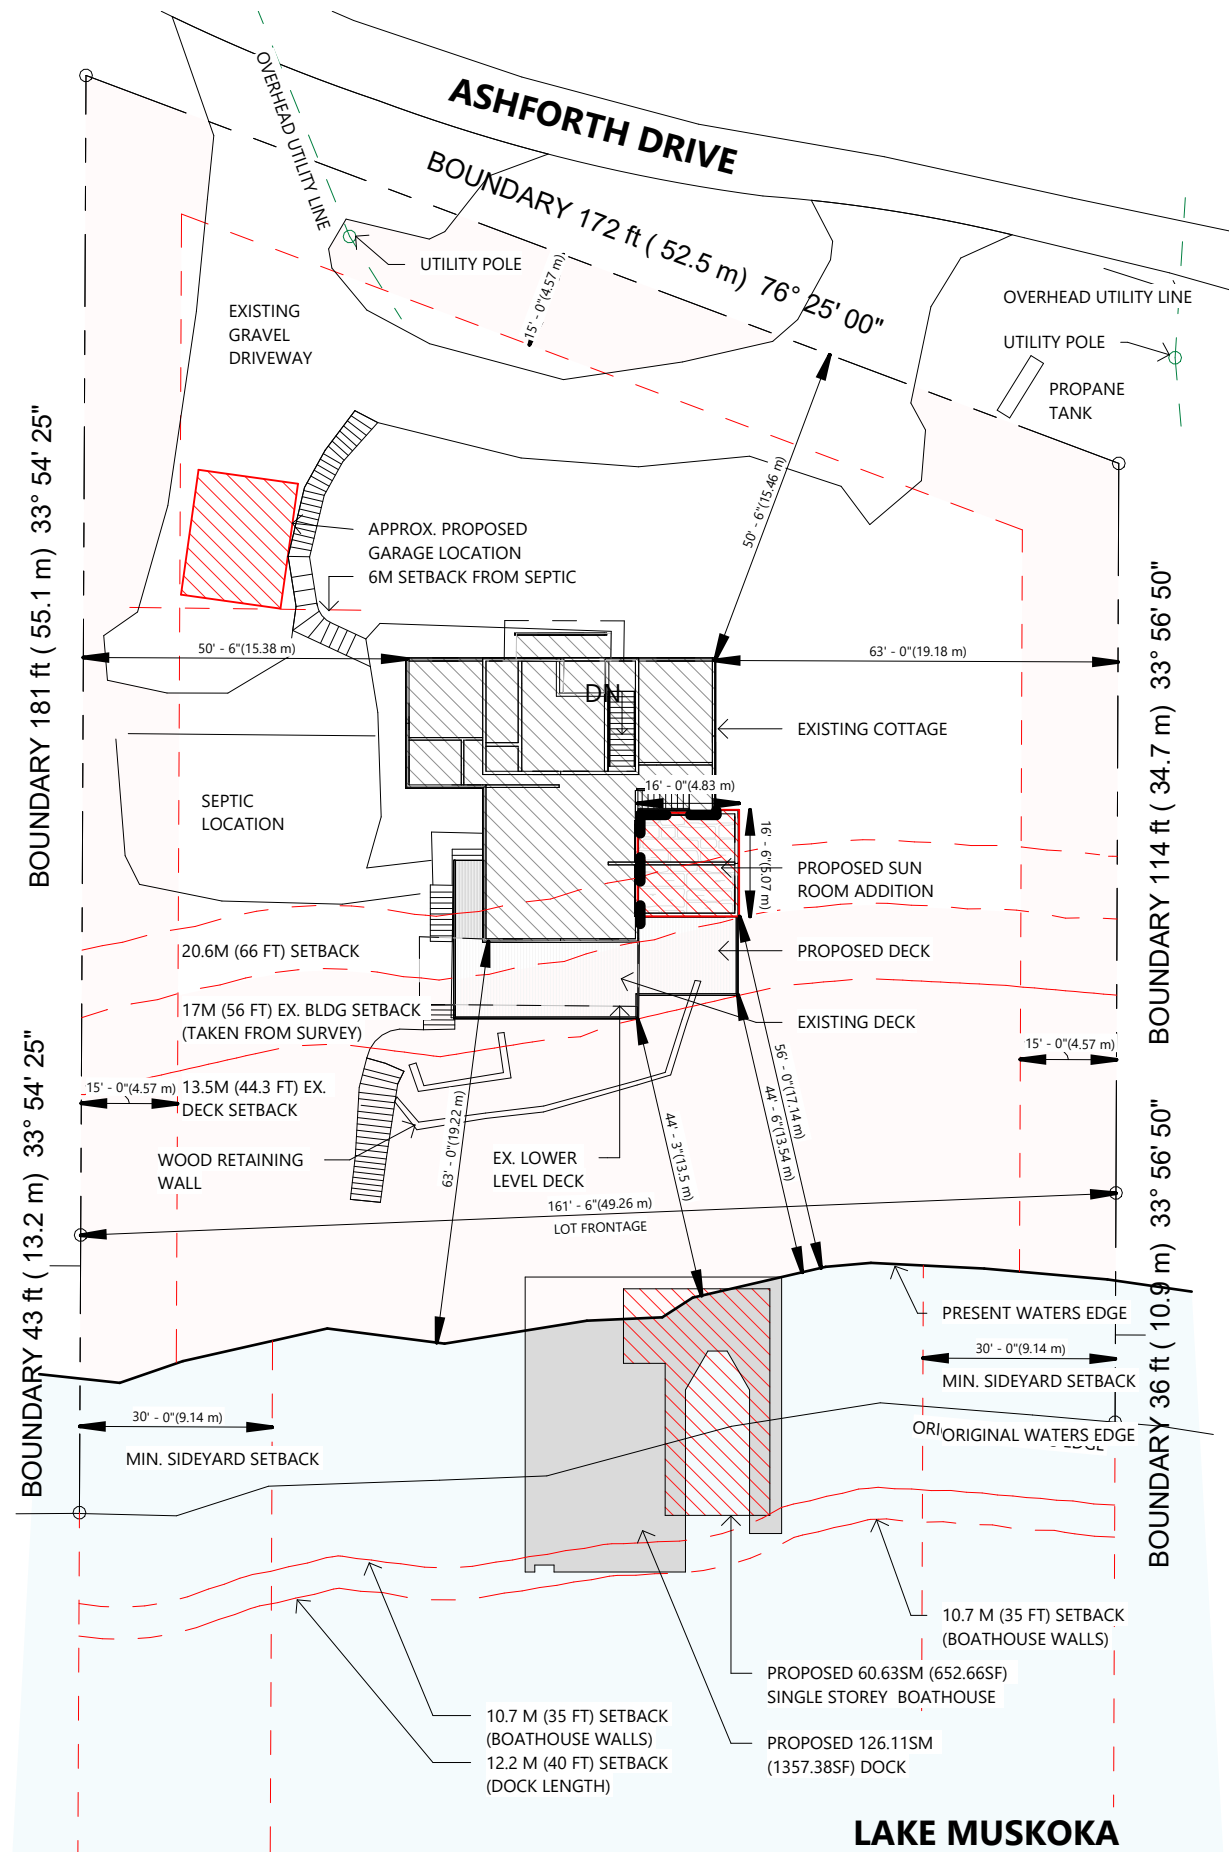 ASHFORTH DRIVE
OVERHEAD UTILITY LINE
BOUNDARY 172 ft ( 52.5 m) 76° 25' 00"
UTILITY POLE
15' - 0"(4.57 m)
OVERHEAD UTILITY LINE
EXISTING
GRAVEL
DRIVEWAY
UTILITY POLE
PROPANE
TANK
BOUNDARY 181 ft ( 55.1 m) 33° 54' 25"
50' - 6"(15.46 m)
APPROX. PROPOSED
GARAGE LOCATION
6M SETBACK FROM SEPTIC
BOUNDARY 114 ft ( 34.7 m) 33° 56' 50"
50' - 6"(15.38 m)
63' - 0"(19.18 m)
DN
EXISTING COTTAGE
16' - 0"(4.83 m)
SEPTIC
LOCATION
16' - 6"(5.07 m)
PROPOSED SUN
ROOM ADDITION
20.6M (66 FT) SETBACK
PROPOSED DECK
17M (56 FT) EX. BLDG SETBACK
(TAKEN FROM SURVEY)
EXISTING DECK
15' - 0"(4.57 m)
15' - 0"(4.57 m)
13.5M (44.3 FT) EX.
DECK SETBACK
56' - 0"(17.14 m)
44' - 6"(13.54 m)
44' - 3"(13.5 m)
63' - 0"(19.22 m)
WOOD RETAINING
WALL
EX. LOWER
LEVEL DECK
161' - 6"(49.26 m)
LOT FRONTAGE
BOUNDARY 43 ft ( 13.2 m) 33° 54' 25"
BOUNDARY 36 ft ( 10.9 m) 33° 56' 50"
PRESENT WATERS EDGE
30' - 0"(9.14 m)
MIN. SIDEYARD SETBACK
30' - 0"(9.14 m)
MIN. SIDEYARD SETBACK
ORIGINAL WATERS EDGE
10.7 M (35 FT) SETBACK
(BOATHOUSE WALLS)
PROPOSED 60.63SM (652.66SF)
SINGLE STOREY BOATHOUSE
10.7 M (35 FT) SETBACK
(BOATHOUSE WALLS)
12.2 M (40 FT) SETBACK
(DOCK LENGTH)
PROPOSED 126.11SM
(1357.38SF) DOCK
LAKE MUSKOKA